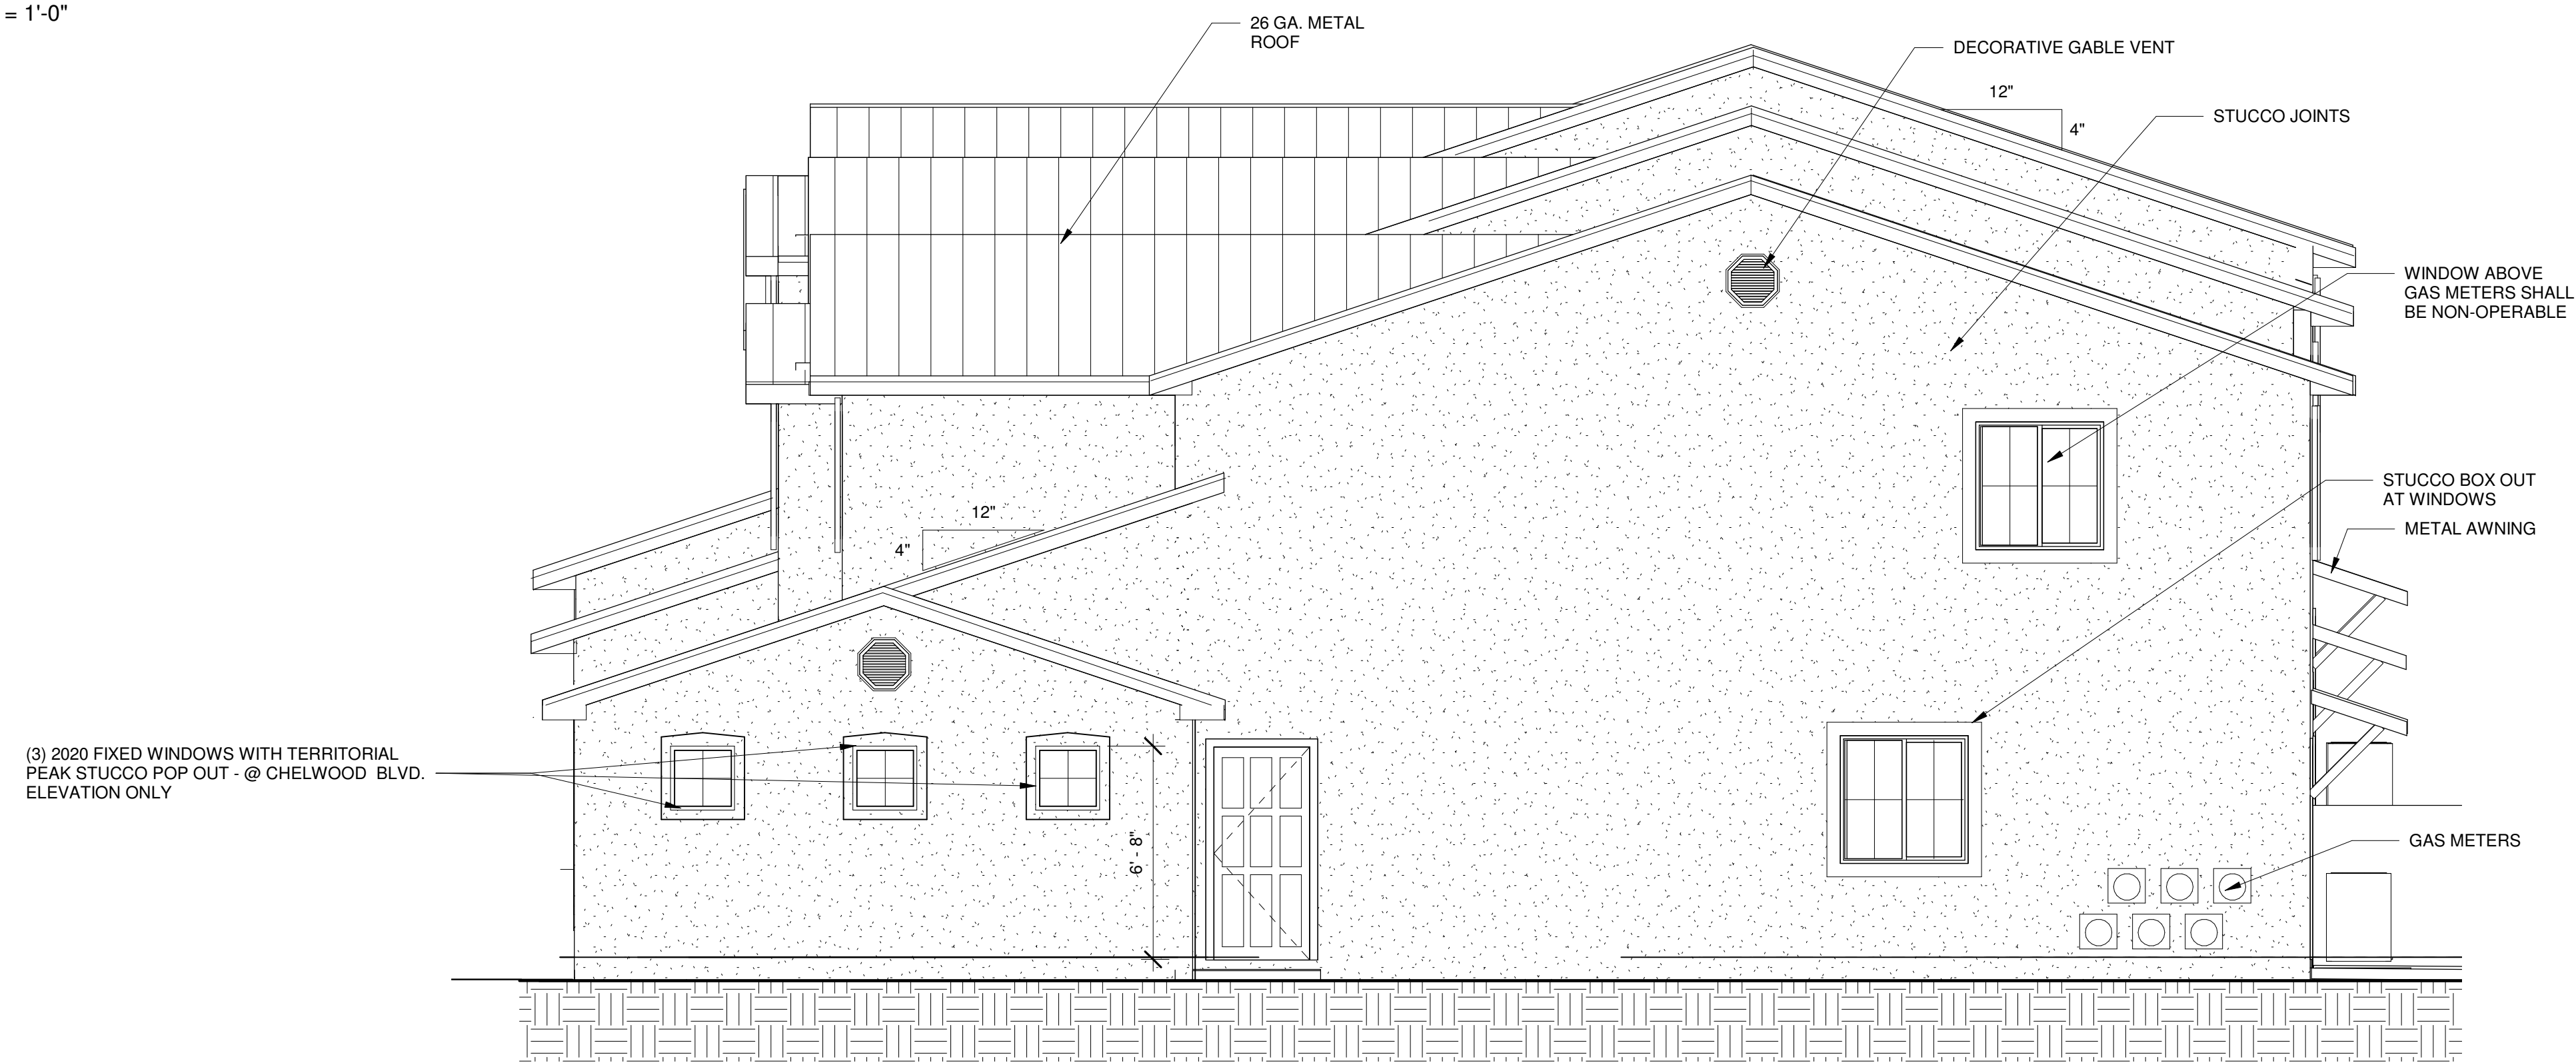 = 1'-0"
26 GA. METAL
ROOF
DECORATIVE GABLE VENT
12"
4"
STUCCO JOINTS
WINDOW ABOVE
GAS METERS SHALL
BE NON-OPERABLE
STUCCO BOX OUT
AT WINDOWS
METAL AWNING
12"
4"
(3) 2020 FIXED WINDOWS WITH TERRITORIAL
PEAK STUCCO POP OUT - @ CHELWOOD BLVD.
ELEVATION ONLY
6' - 8"
GAS METERS